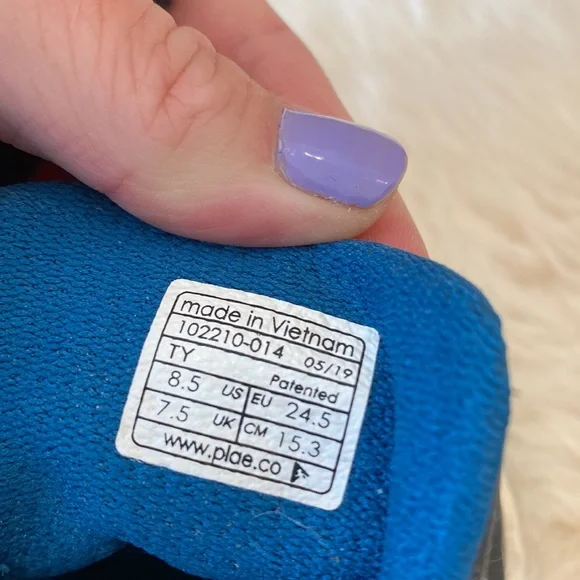 made in Vietnam
102210-014 05/19
TY Patented
8.5 US EU 24.5
7.5 UK CM 15.3
www.plae.co